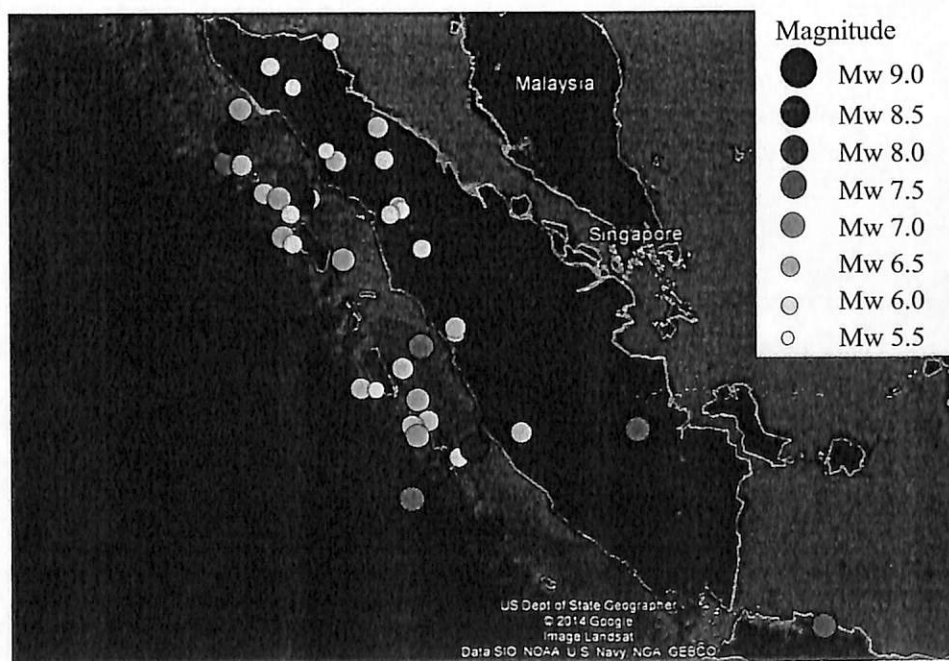 Magnitude
Mw 9.0
Mw 8.5
Mw 8.0
Mw 7.5
Mw 7.0
Mw 6.5
Mw 6.0
Mw 5.5
Malaysia
Singapore
US Dept of State Geographer
© 2014 Google
Image Landsat
Data SIO NOAA U.S. Navy NGA GEBCO